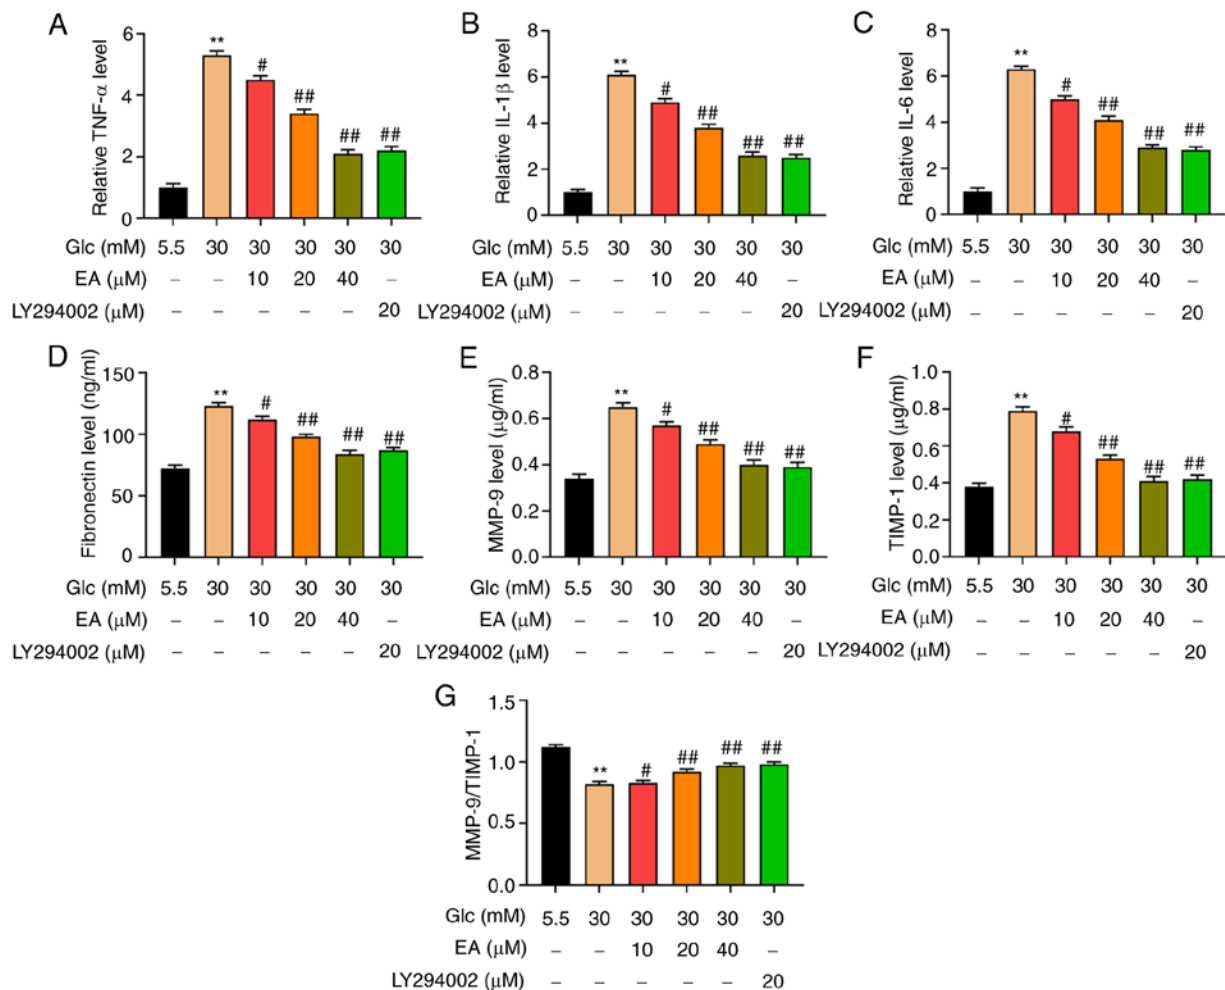 A
Relative TNF-α level
6
4
2
0
** # ## ## ##
Glc (mM) 5.5 30 30 30 30 30
EA (μM) – – 10 20 40 –
LY294002 (μM) – – – – – 20
B
Relative IL-1β level
8
6
4
2
0
** # ## ## ##
Glc (mM) 5.5 30 30 30 30 30
EA (μM) – – 10 20 40 –
LY294002 (μM) – – – – – 20
C
Relative IL-6 level
8
6
4
2
0
** # ## ## ##
Glc (mM) 5.5 30 30 30 30 30
EA (μM) – – 10 20 40 –
LY294002 (μM) – – – – – 20
D
Fibronectin level (ng/ml)
150
100
50
0
** # ## ## ##
Glc (mM) 5.5 30 30 30 30 30
EA (μM) – – 10 20 40 –
LY294002 (μM) – – – – – 20
E
MMP-9 level (μg/ml)
0.8
0.6
0.4
0.2
0.0
** # ## ## ##
Glc (mM) 5.5 30 30 30 30 30
EA (μM) – – 10 20 40 –
LY294002 (μM) – – – – – 20
F
TIMP-1 level (μg/ml)
1.0
0.8
0.6
0.4
0.2
0.0
** # ## ## ##
Glc (mM) 5.5 30 30 30 30 30
EA (μM) – – 10 20 40 –
LY294002 (μM) – – – – – 20
G
MMP-9/TIMP-1
1.5
1.0
0.5
0.0
** # ## ## ##
Glc (mM) 5.5 30 30 30 30 30
EA (μM) – – 10 20 40 –
LY294002 (μM) – – – – – 20